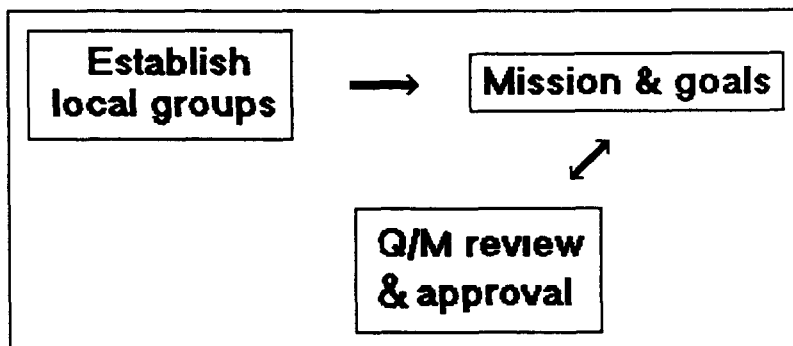 Establish
local groups
Mission & goals
Q/M review
& approval